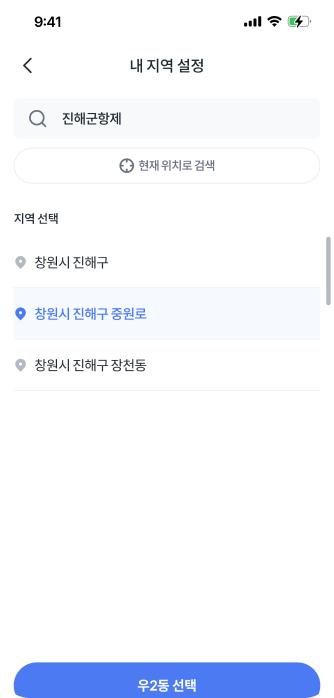 9:41
내 지역 설정
진해군항제
현재 위치로 검색
지역 선택
창원시 진해구
창원시 진해구 중원로
창원시 진해구 장천동
우2동 선택